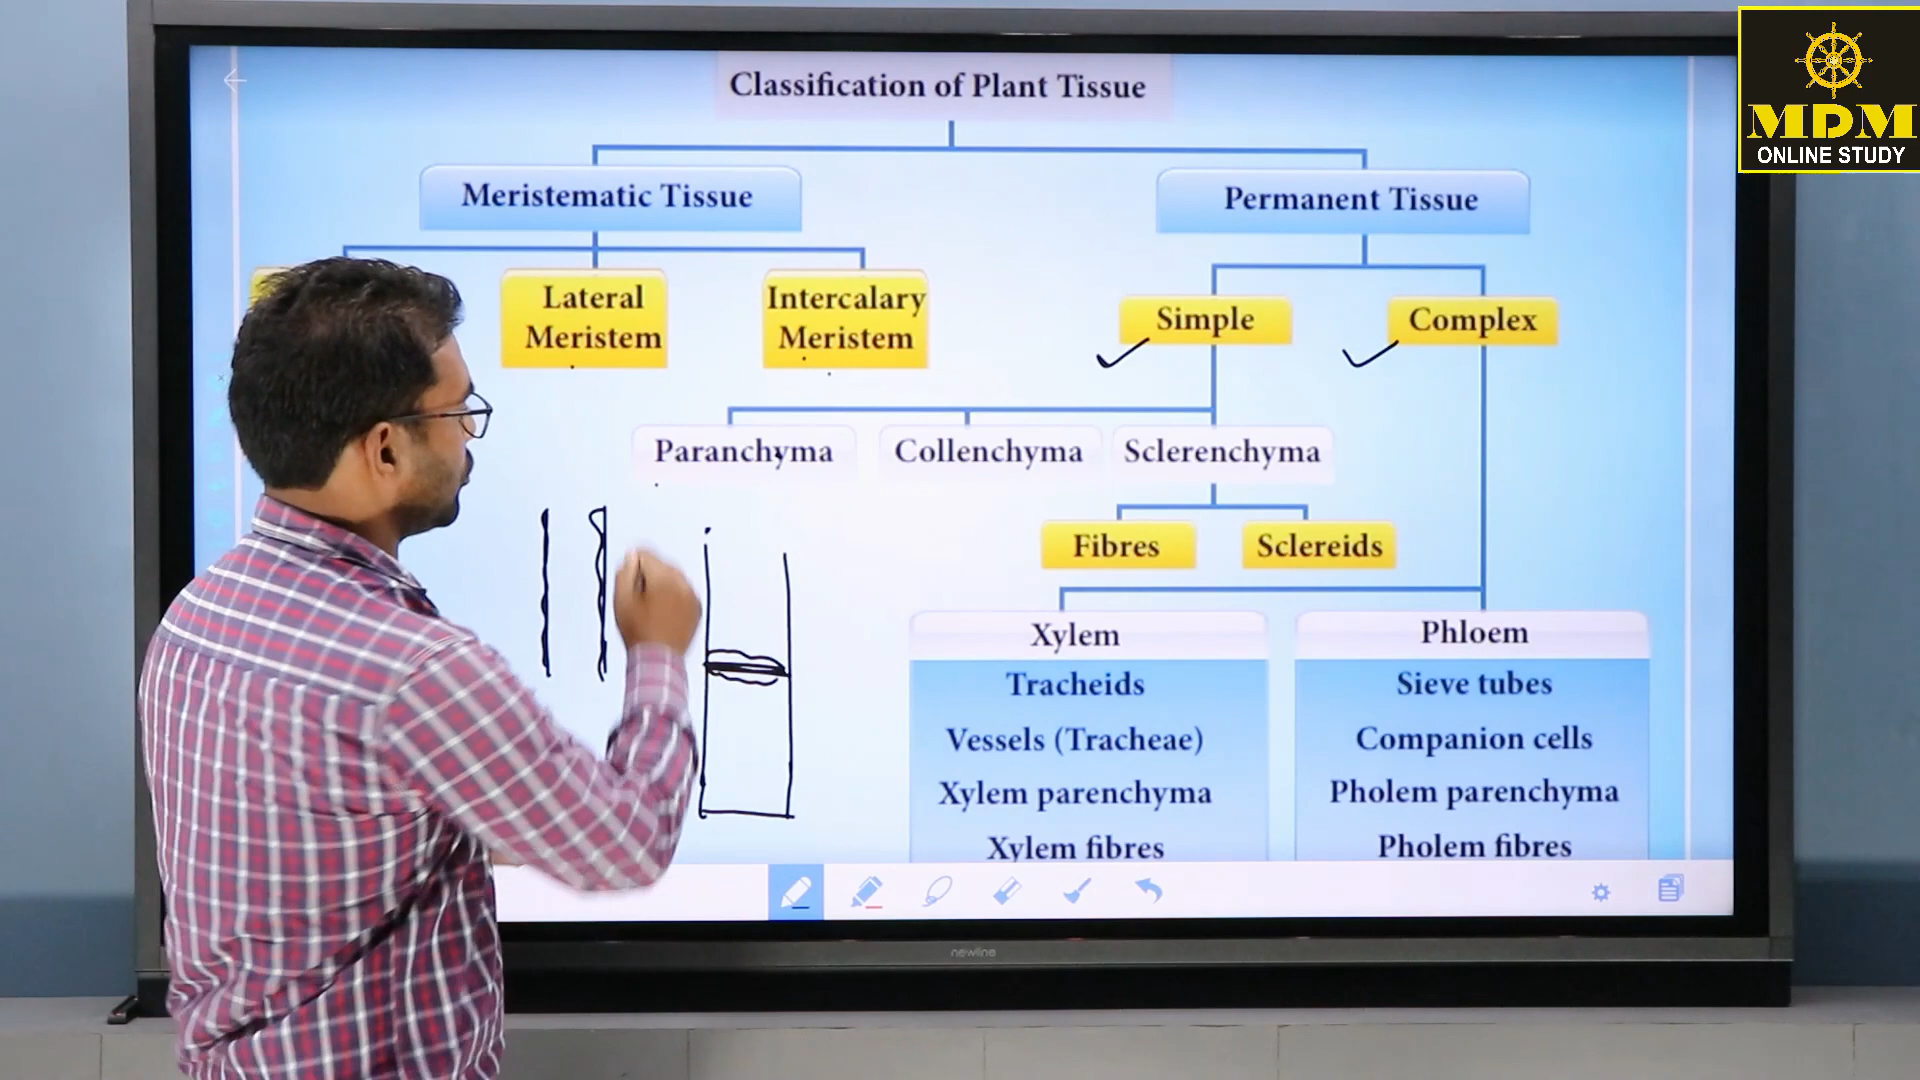 MDM
ONLINE STUDY
Classification of Plant Tissue
Meristematic Tissue
Permanent Tissue
Lateral
Meristem
Intercalary
Meristem
Simple
Complex
Paranchyma
Collenchyma
Sclerenchyma
Fibres
Sclereids
Xylem
Tracheids
Vessels (Tracheae)
Xylem parenchyma
Xylem fibres
Phloem
Sieve tubes
Companion cells
Pholem parenchyma
Pholem fibres
newline